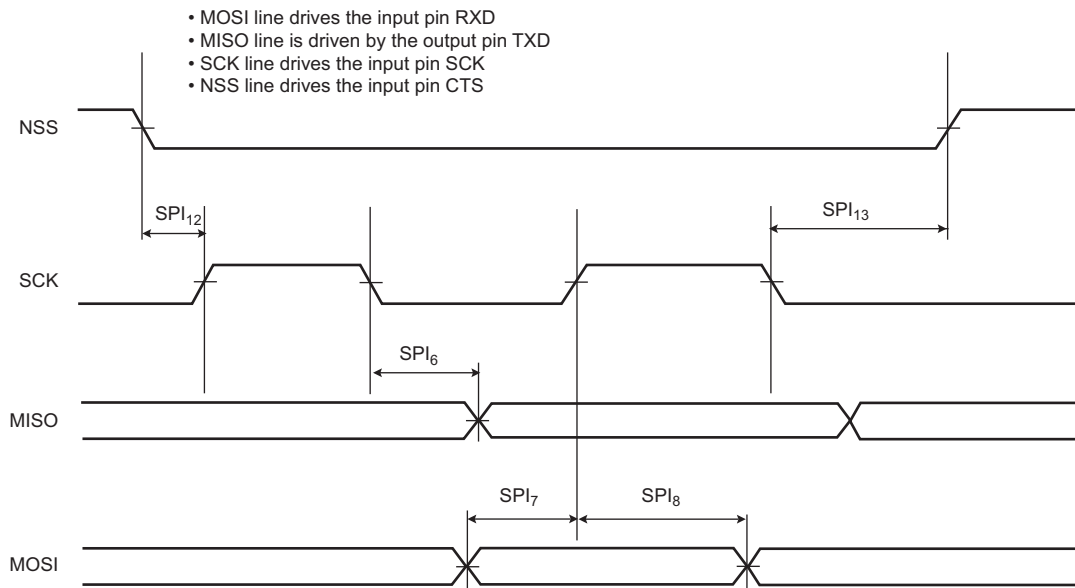 • MOSI line drives the input pin RXD
• MISO line is driven by the output pin TXD
• SCK line drives the input pin SCK
• NSS line drives the input pin CTS
NSS
SPI₁₂
SPI₁₃
SCK
SPI₆
MISO
SPI₇
SPI₈
MOSI